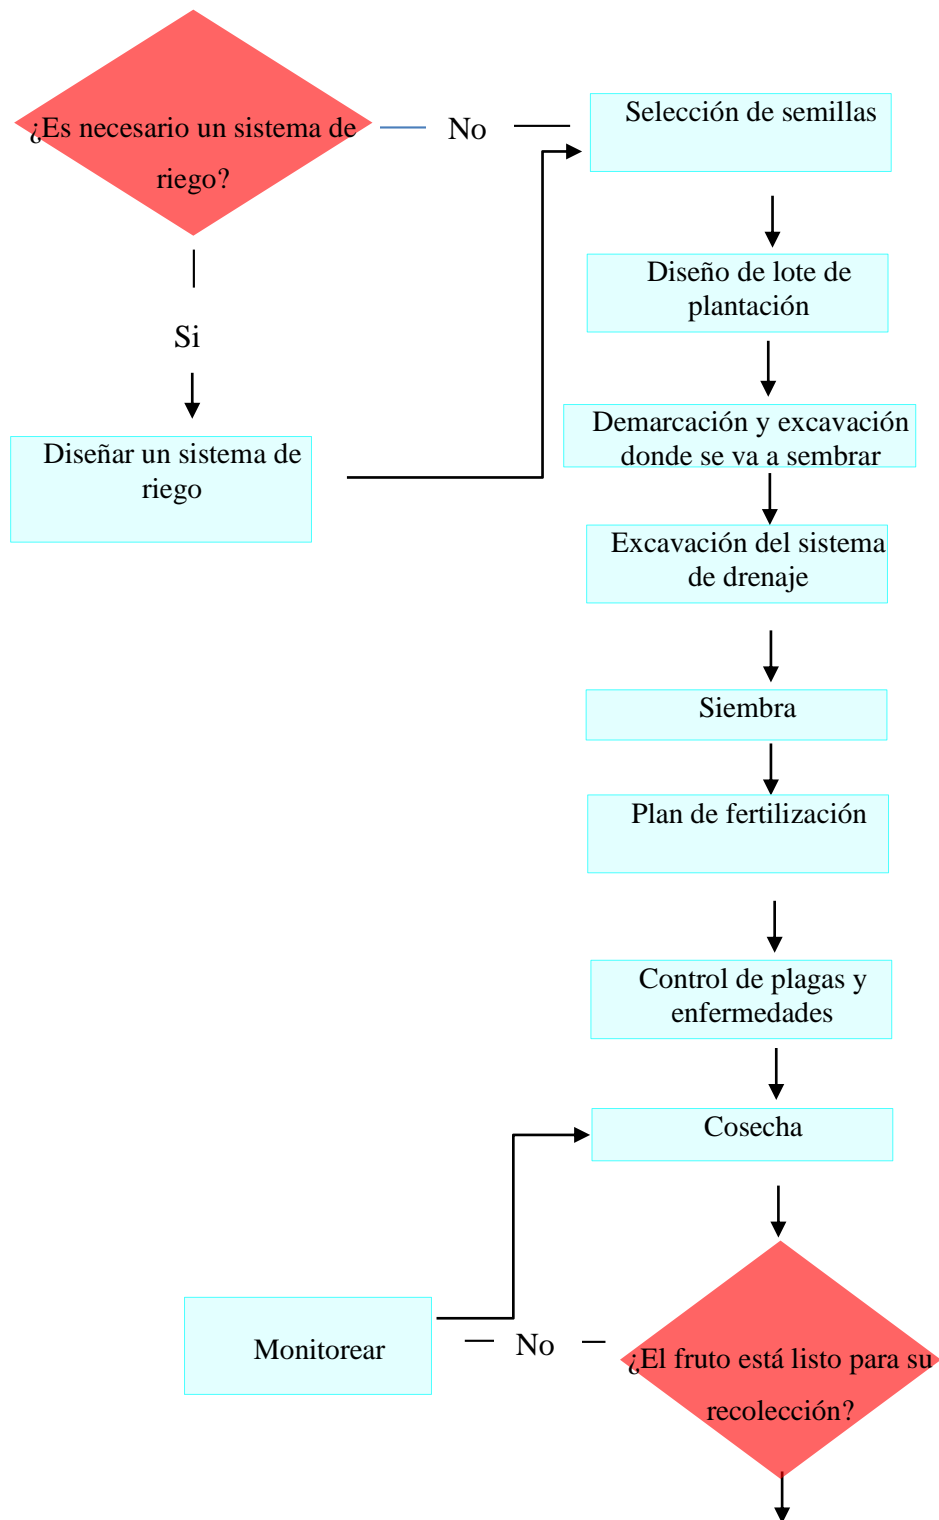 ¿Es necesario un sistema de
riego?
No
Si
Diseñar un sistema de
riego
Selección de semillas
Diseño de lote de
plantación
Demarcación y excavación
donde se va a sembrar
Excavación del sistema
de drenaje
Siembra
Plan de fertilización
Control de plagas y
enfermedades
Cosecha
¿El fruto está listo para su
recolección?
No
Monitorear